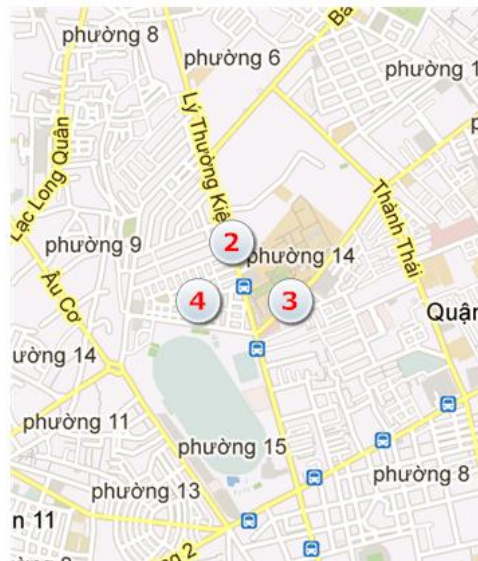 phường 8
phường 6
phường 1
Lý Thường Kiệ
Lạc Long Quân
Thành Thái
2
phường 9
phường 14
Âu Cơ
4
3
Quận
ường 14
phường 11
phường 15
phường 13
phường 8
n 11